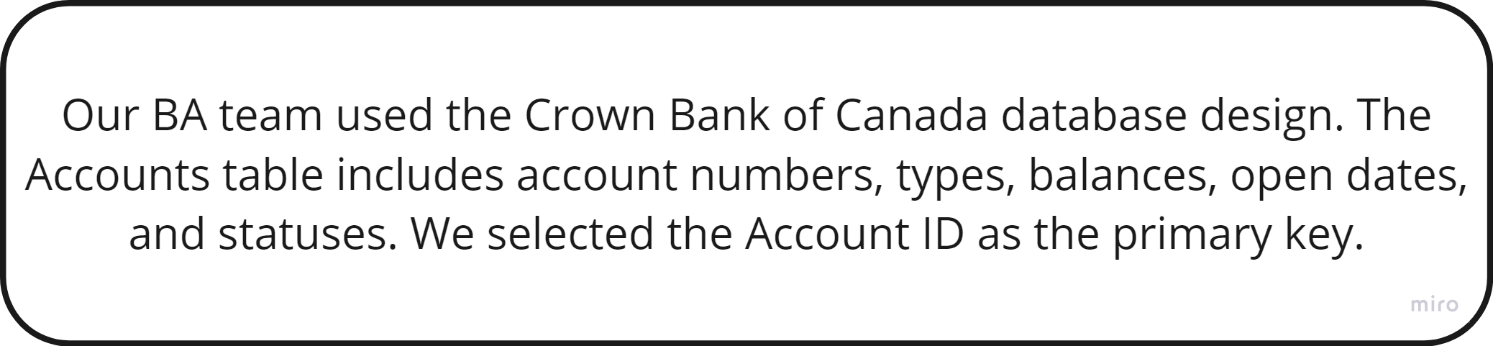 Our BA team used the Crown Bank of Canada database design. The
Accounts table includes account numbers, types, balances, open dates,
and statuses. We selected the Account ID as the primary key.
miro